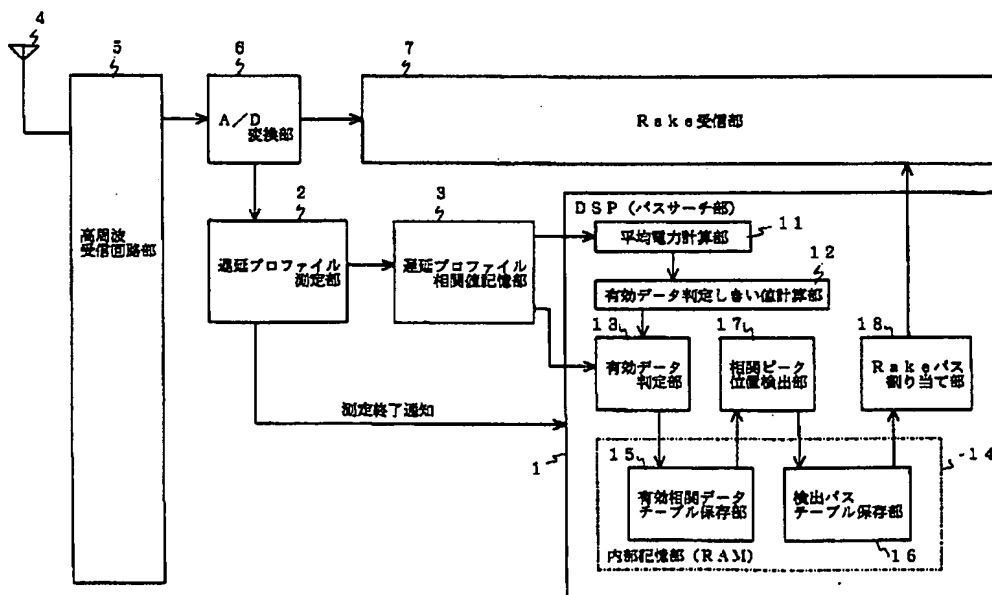 4
5
6
7
A/D
変換部
Rake受信部
高周波
受信回路部
2
3
遅延プロファイル
測定部
遅延プロファイル
相関値記憶部
DSP(パスサーチ部)
平均電力計算部
11
12
有効データ判定しきい値計算部
13
17
18
有効データ
判定部
相関ピーク
位置検出部
Rakeパス
割り当て部
測定終了通知
1
14
15
有効相関データ
テーブル保存部
検出パス
テーブル保存部
16
内部記憶部(RAM)